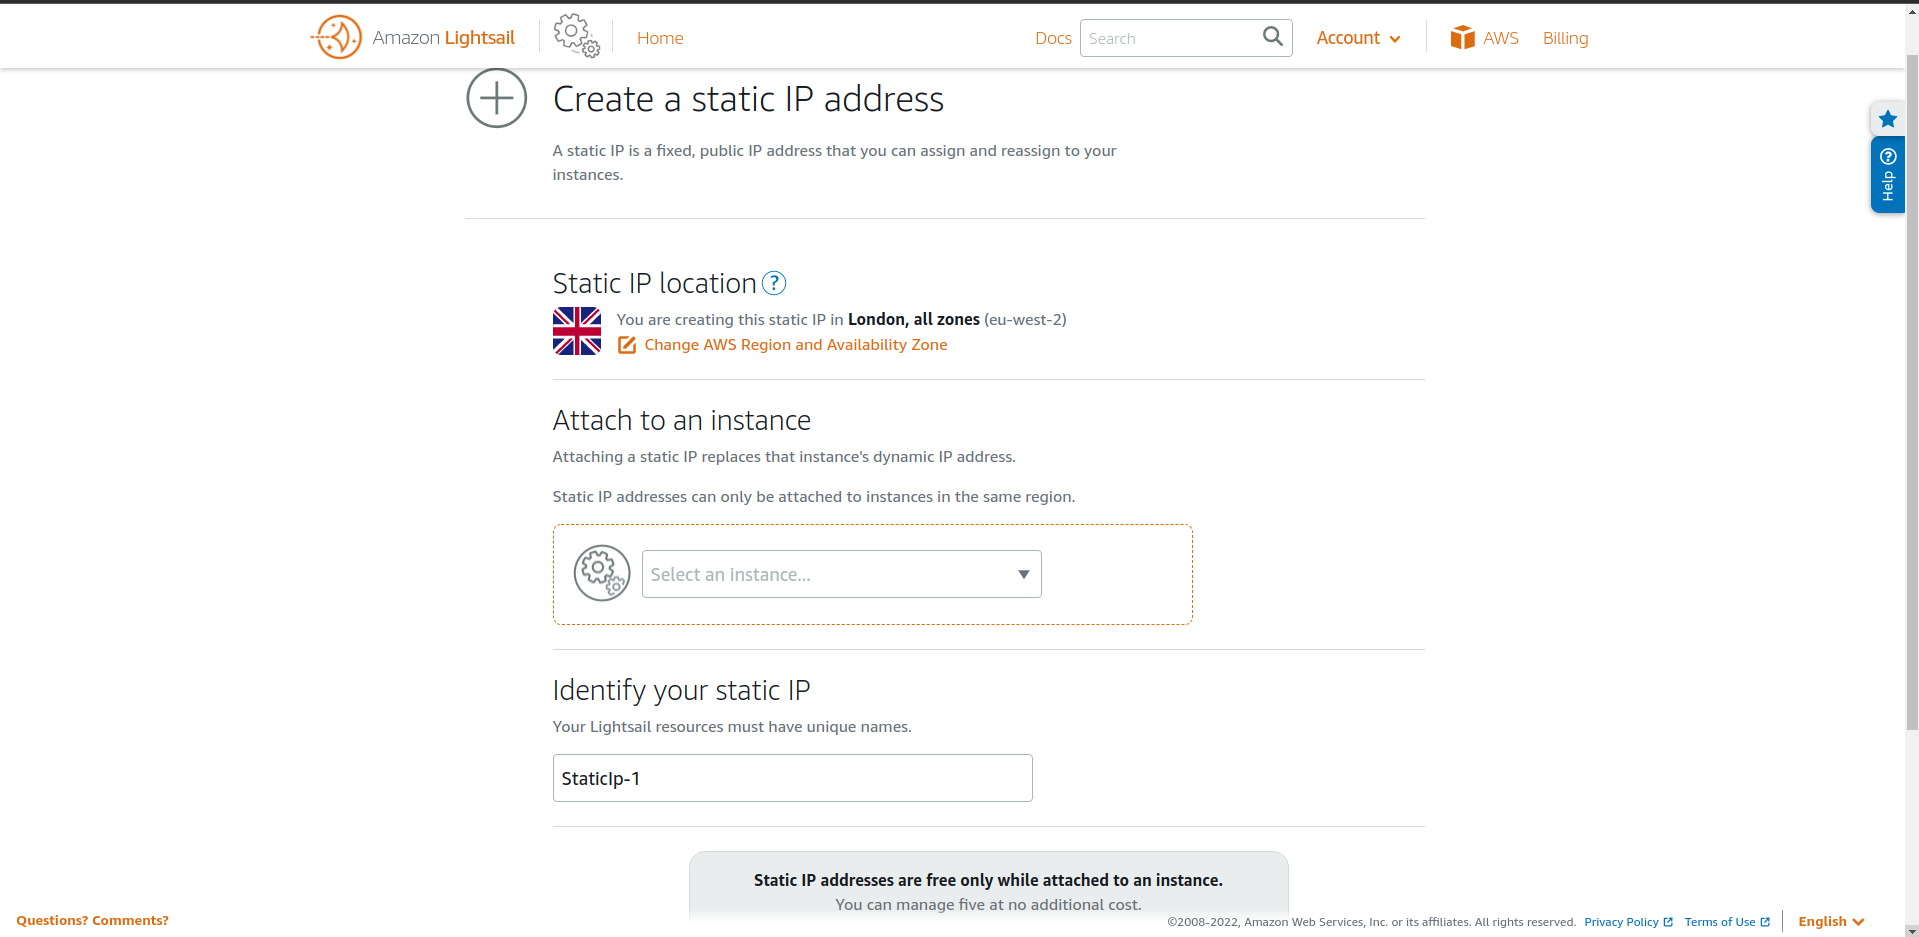 Amazon Lightsail
Home
Docs
Search
Account
AWS
Billing
Create a static IP address
A static IP is a fixed, public IP address that you can assign and reassign to your
instances.
Help
Static IP location ?
You are creating this static IP in London, all zones (eu-west-2)
Change AWS Region and Availability Zone
Attach to an instance
Attaching a static IP replaces that instance's dynamic IP address.
Static IP addresses can only be attached to instances in the same region.
Select an instance...
Identify your static IP
Your Lightsail resources must have unique names.
StaticIp-1
Static IP addresses are free only while attached to an instance.
You can manage five at no additional cost.
Questions? Comments?
©2008-2022, Amazon Web Services, Inc. or its affiliates. All rights reserved.
Privacy Policy
Terms of Use
English